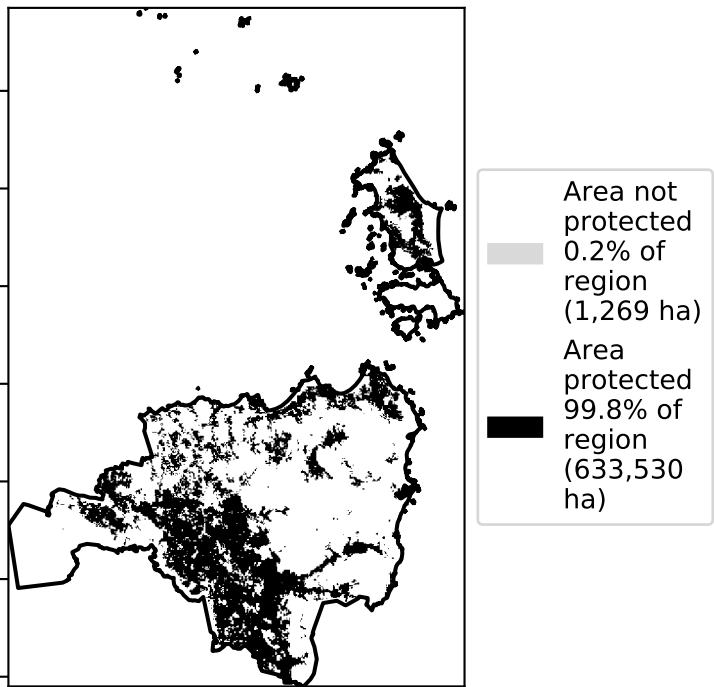 Area not
protected
0.2% of
region
(1,269 ha)
Area
protected
99.8% of
region
(633,530
ha)